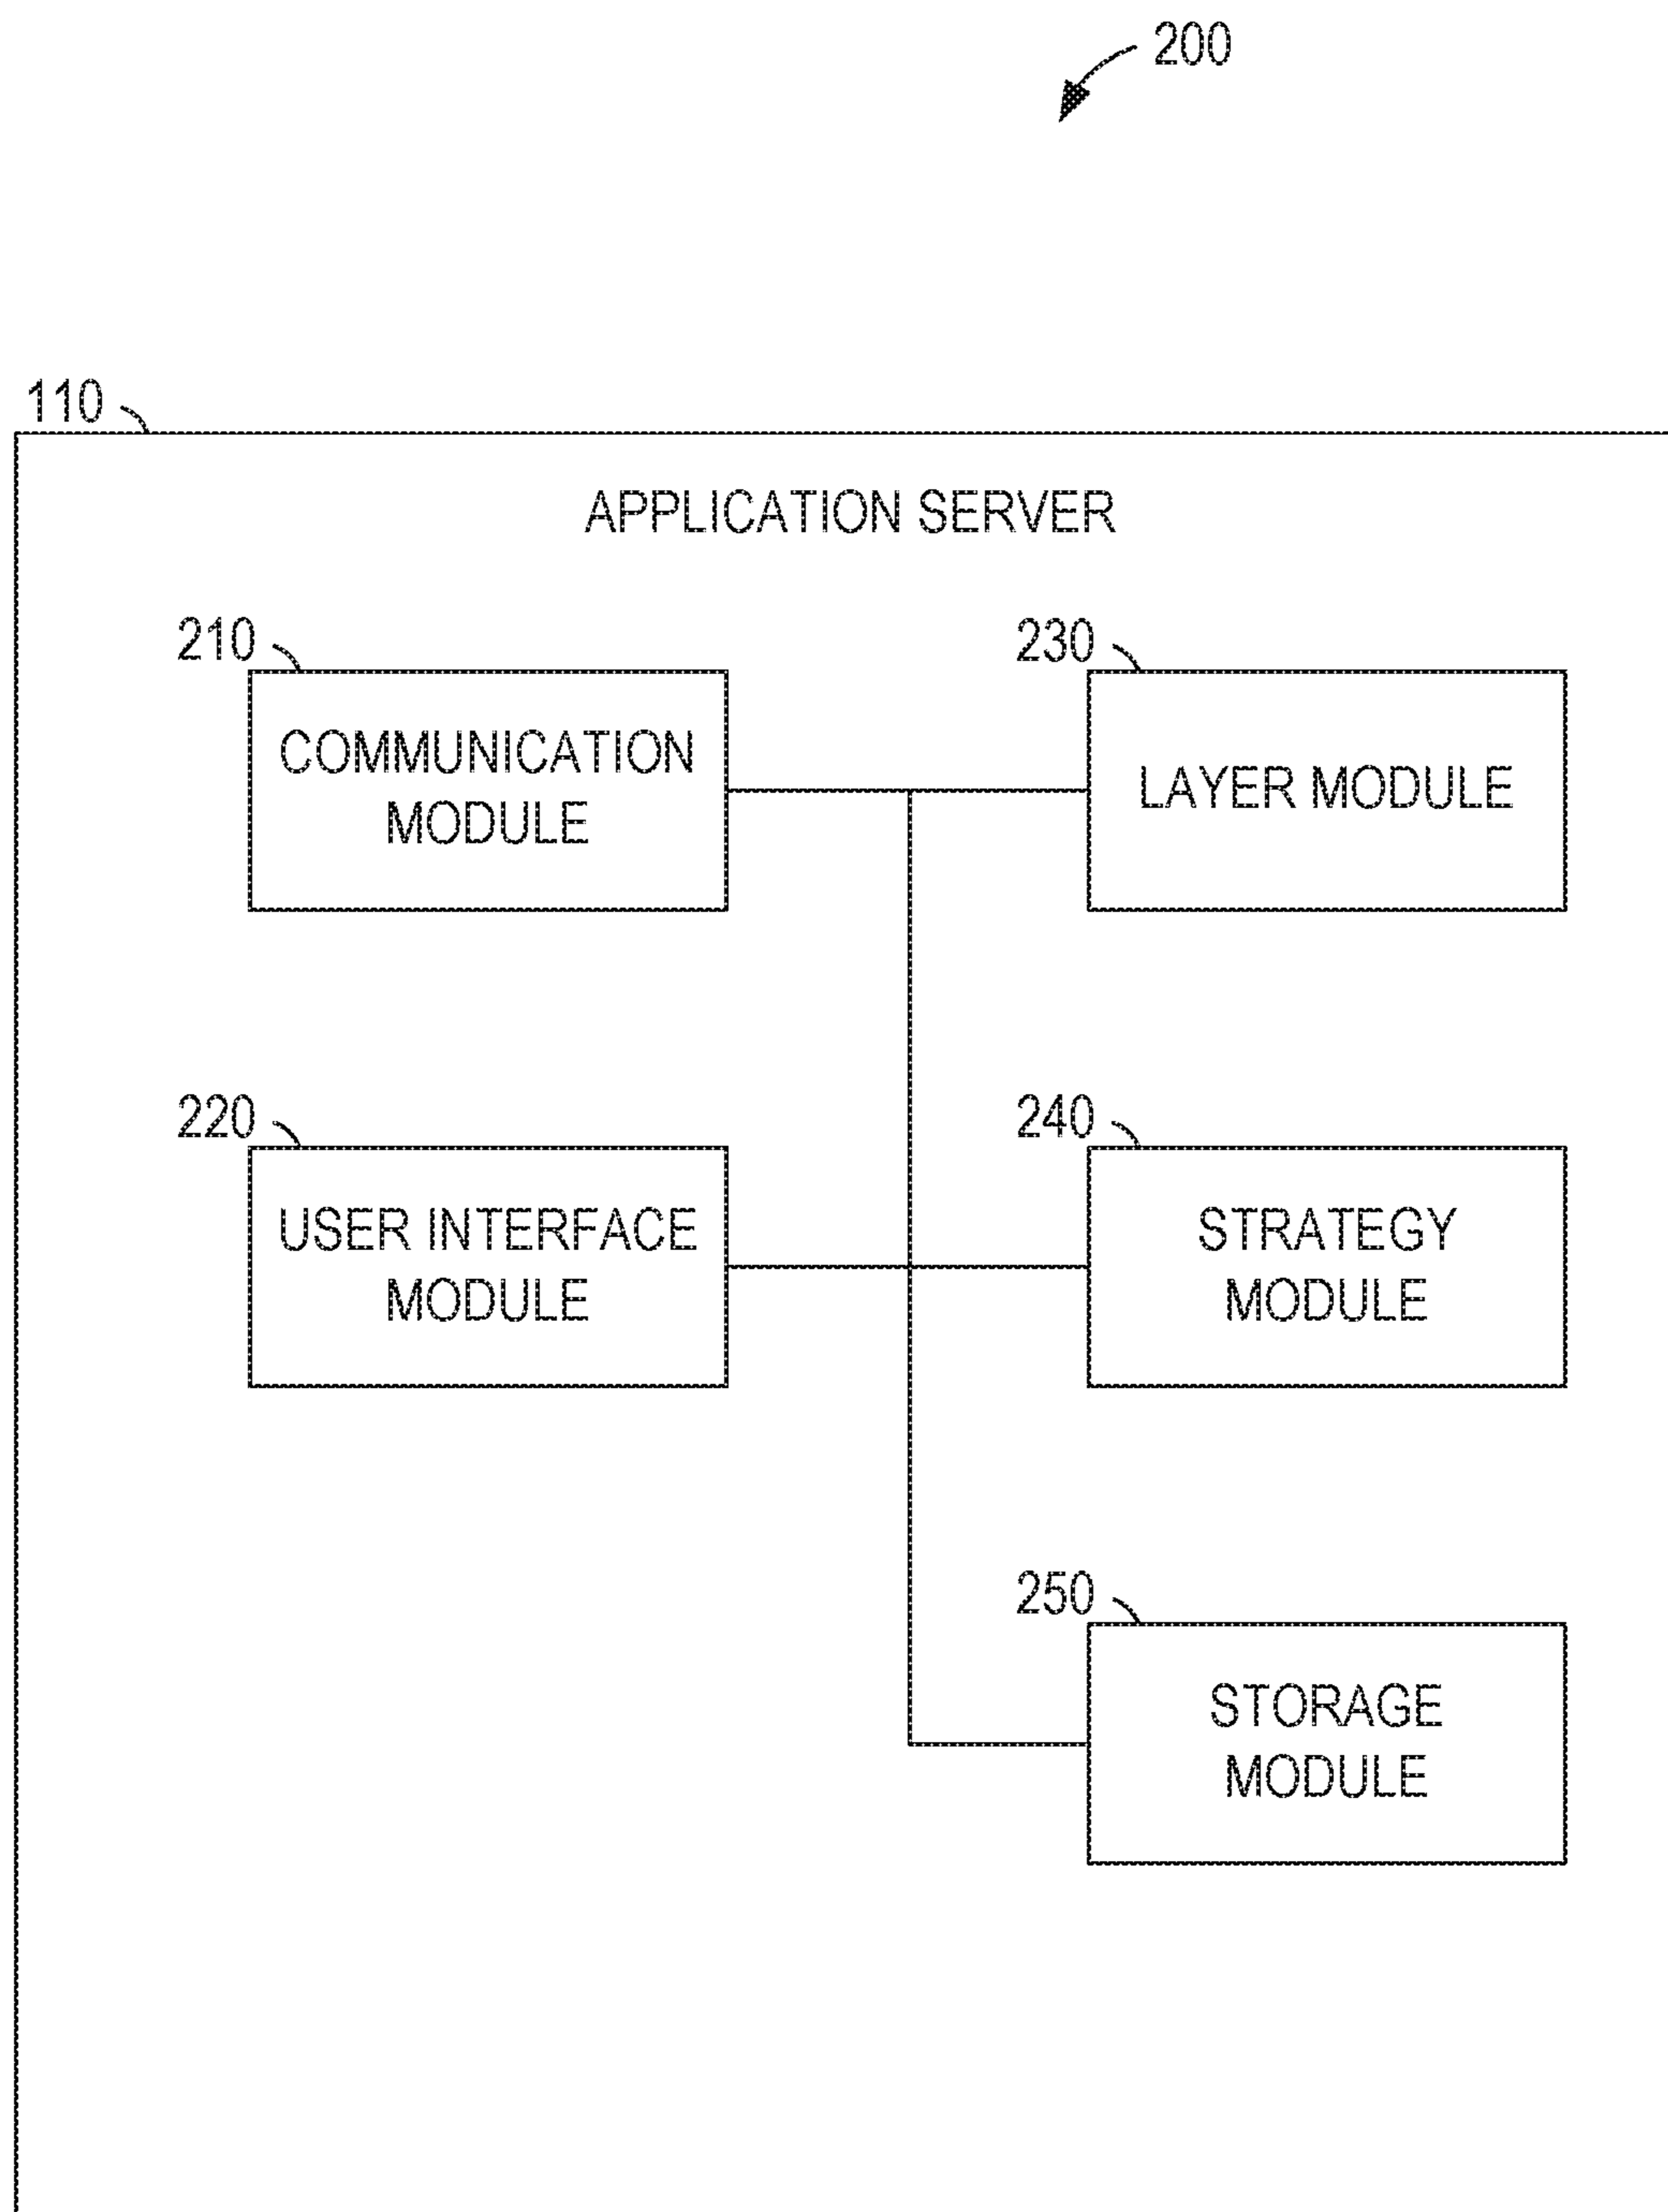 200
110
APPLICATION SERVER
210
COMMUNICATION
MODULE
230
LAYER MODULE
220
USER INTERFACE
MODULE
240
STRATEGY
MODULE
250
STORAGE
MODULE